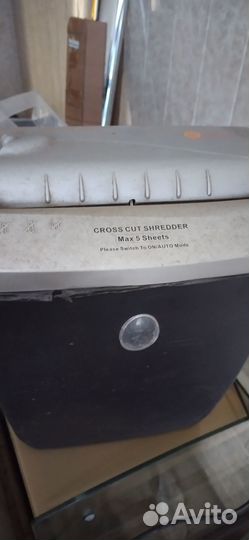 CROSS CUT SHREDDER
Max 5 Sheets
Please Switch To ON/AUTO Mode
Avito